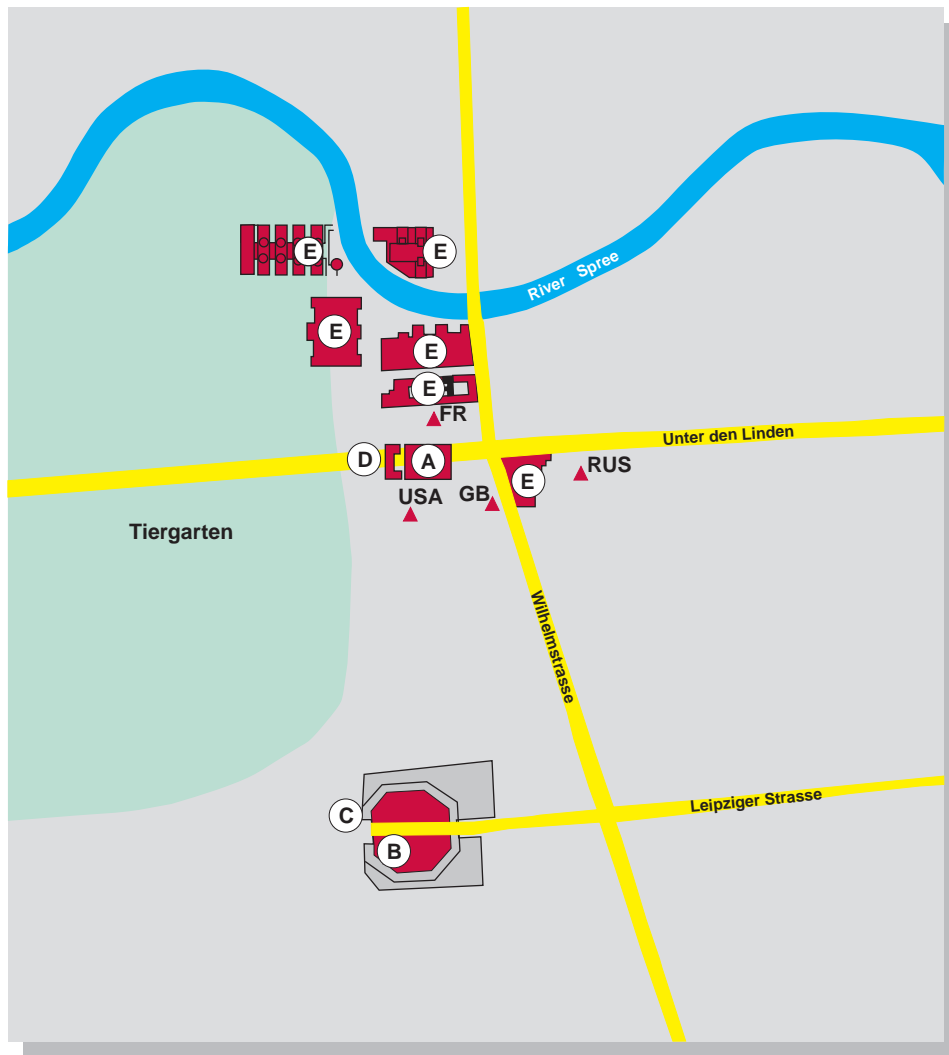 E
E
River Spree
E
E
E
FR
Unter den Linden
D
A
RUS
E
USA
GB
Tiergarten
Wilhelmstrasse
Leipziger Strasse
C
B